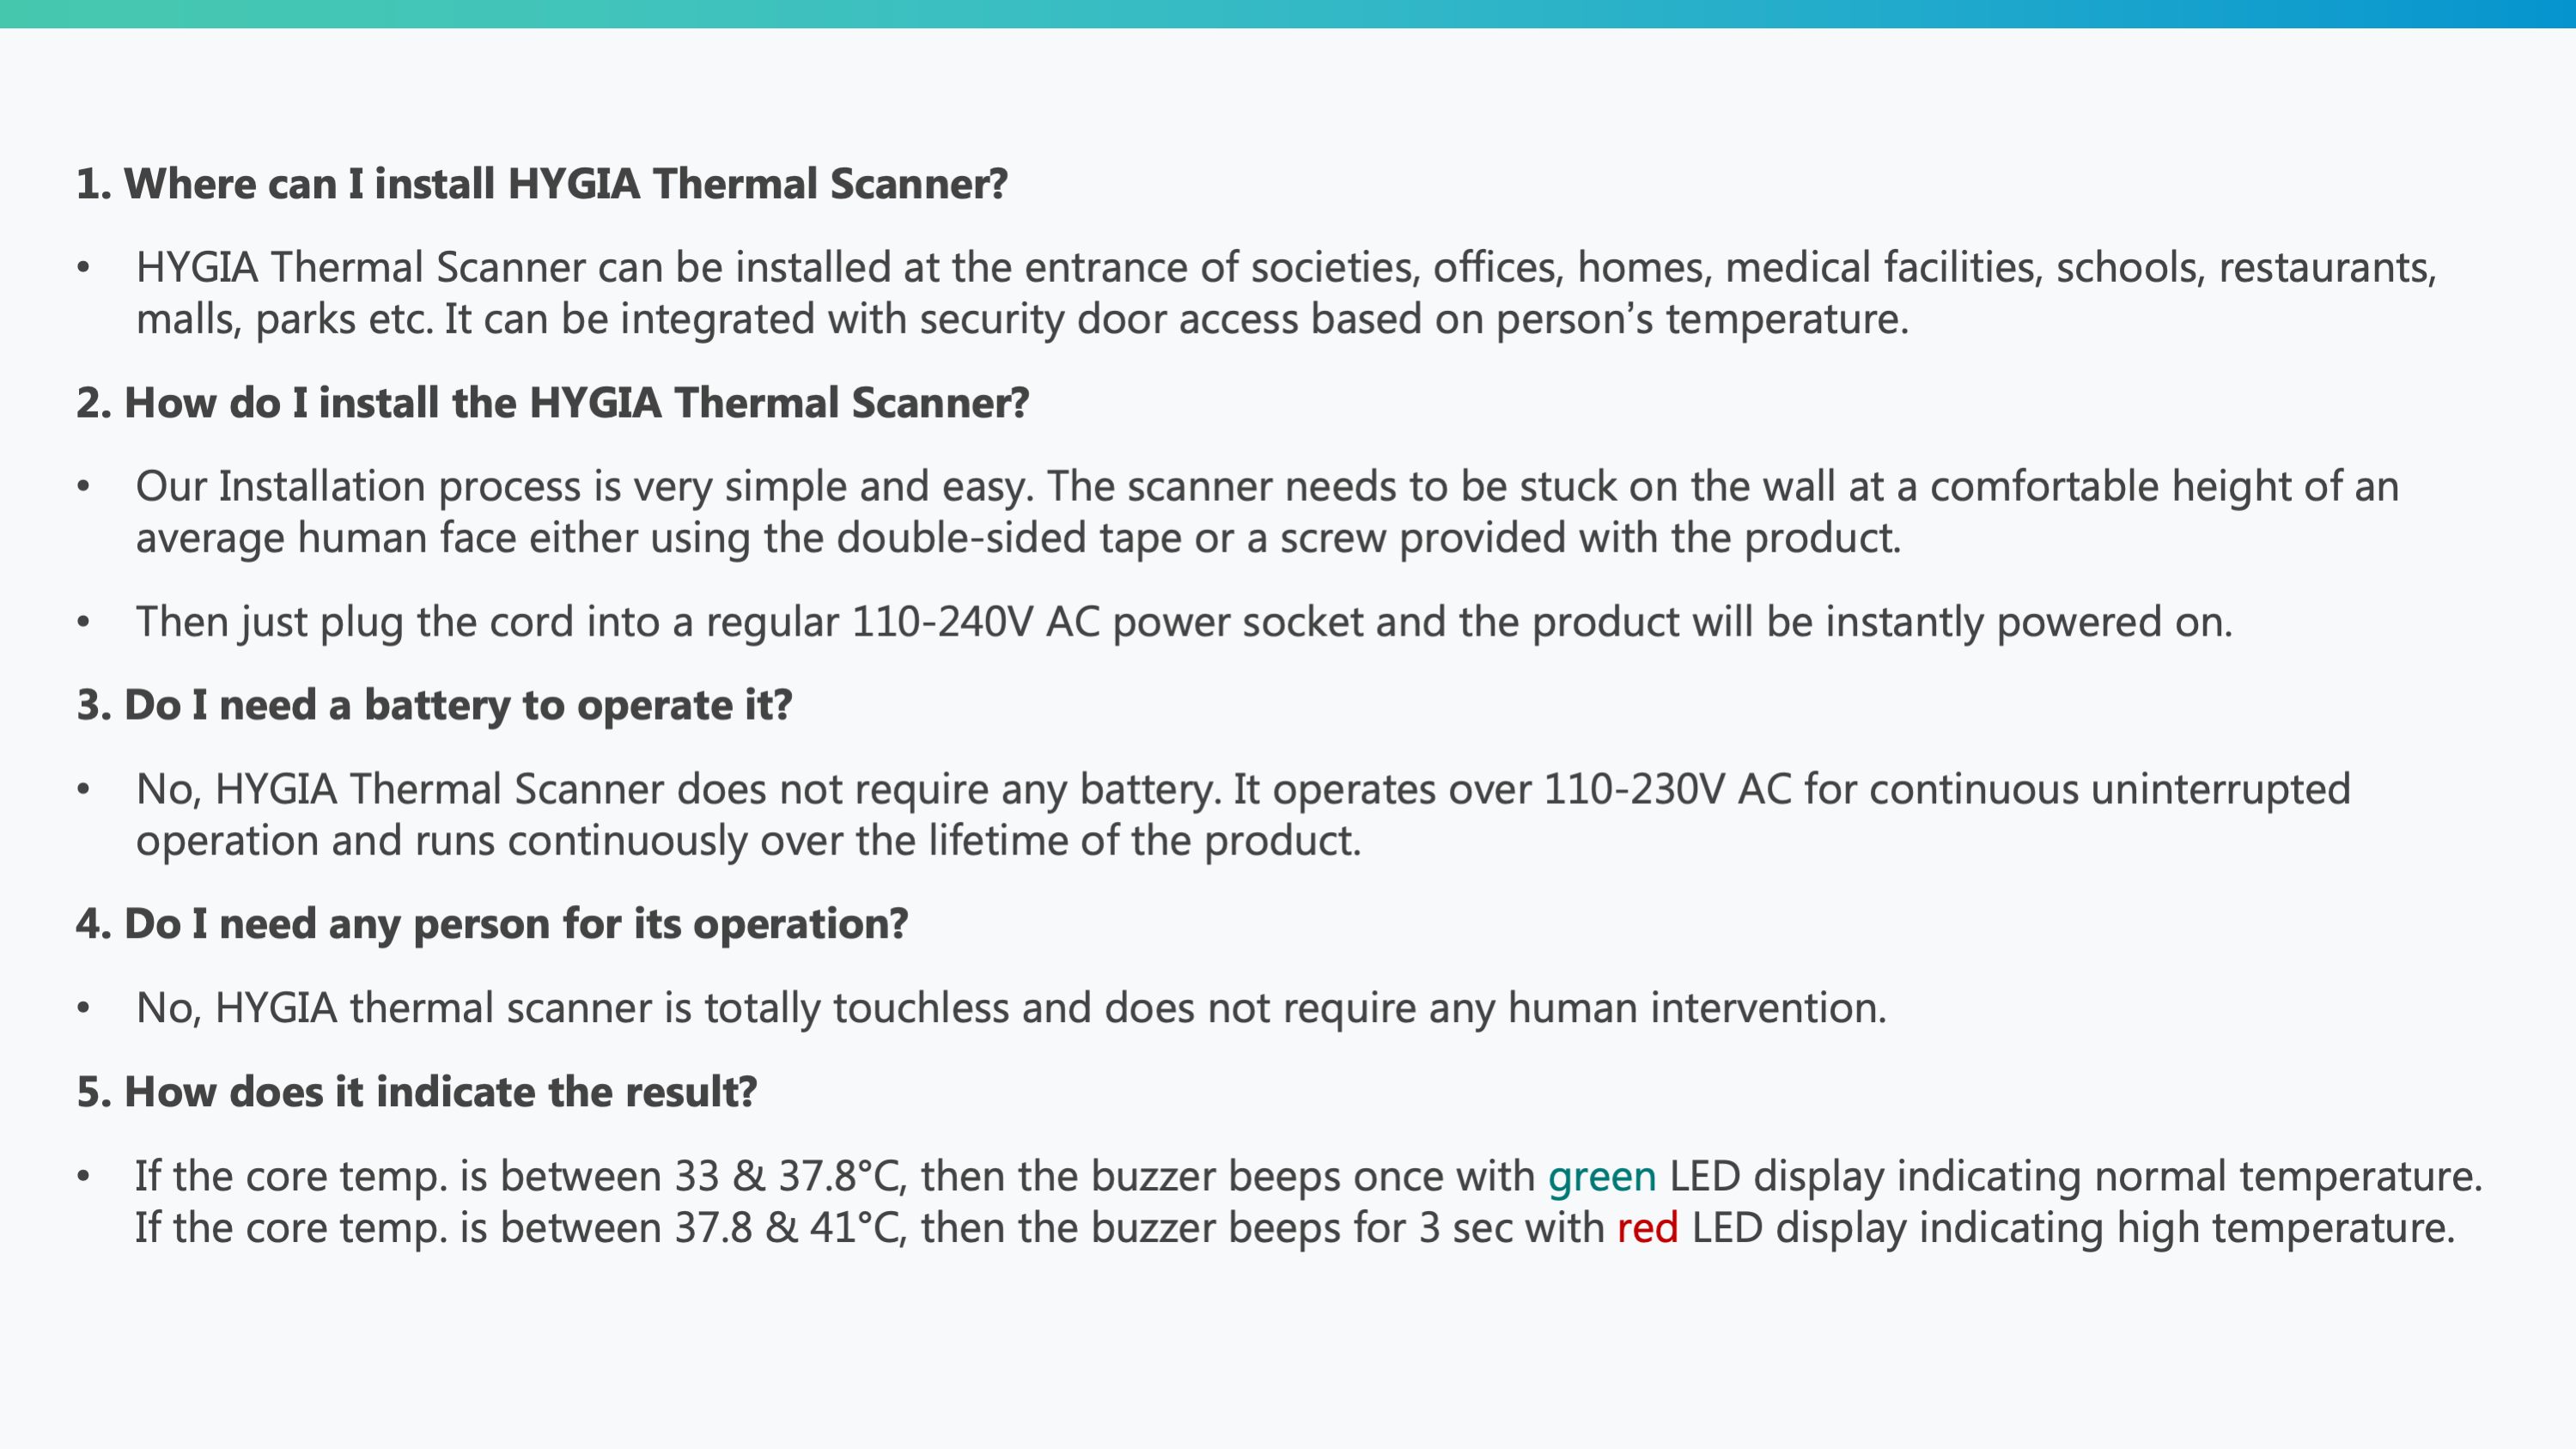 1. Where can I install HYGIA Thermal Scanner?
• HYGIA Thermal Scanner can be installed at the entrance of societies, offices, homes, medical facilities, schools, restaurants,
malls, parks etc. It can be integrated with security door access based on person’s temperature.
2. How do I install the HYGIA Thermal Scanner?
• Our Installation process is very simple and easy. The scanner needs to be stuck on the wall at a comfortable height of an
average human face either using the double-sided tape or a screw provided with the product.
• Then just plug the cord into a regular 110-240V AC power socket and the product will be instantly powered on.
3. Do I need a battery to operate it?
• No, HYGIA Thermal Scanner does not require any battery. It operates over 110-230V AC for continuous uninterrupted
operation and runs continuously over the lifetime of the product.
4. Do I need any person for its operation?
• No, HYGIA thermal scanner is totally touchless and does not require any human intervention.
5. How does it indicate the result?
• If the core temp. is between 33 & 37.8°C, then the buzzer beeps once with green LED display indicating normal temperature.
If the core temp. is between 37.8 & 41°C, then the buzzer beeps for 3 sec with red LED display indicating high temperature.